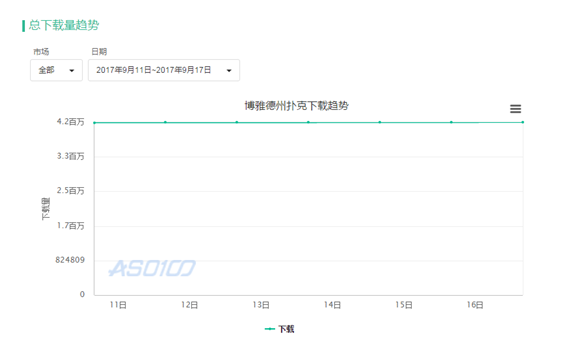 总下载量趋势
市场 日期
全部 2017年9月11日~2017年9月17日
博雅德州扑克下载趋势
4.2百万
3.3百万
2.5百万
1.7百万
824809
0
下载量
ASO100
11日 12日 13日 14日 15日 16日
下载